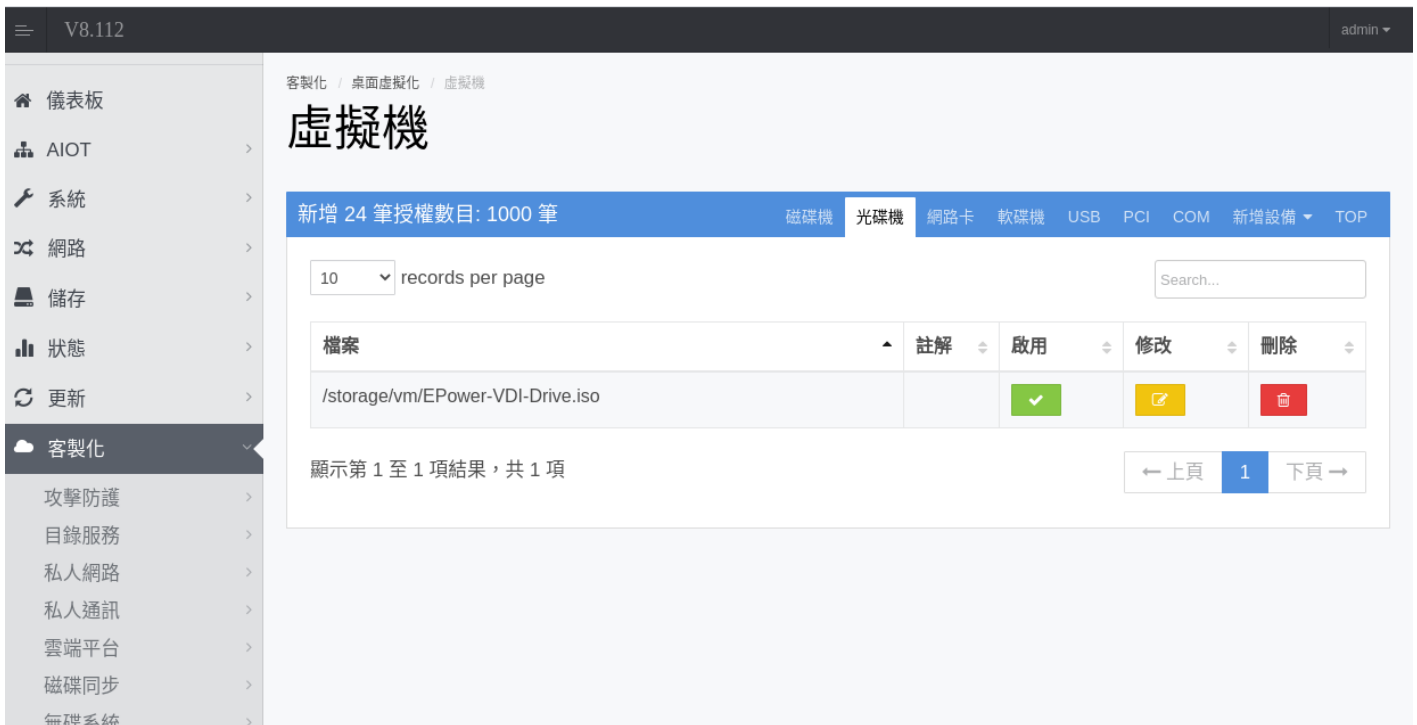 V8.112
admin
儀表板
AIOT
系統
網路
儲存
狀態
更新
客製化
攻擊防護
目錄服務
私人網路
私人通訊
雲端平台
磁碟同步
無碟系統
客製化 / 桌面虛擬化 / 虛擬機
虛擬機
新增 24 筆授權數目: 1000 筆
磁碟機 光碟機 網路卡 軟碟機 USB PCI COM 新增設備 TOP
10 records per page
Search...
檔案 註解 啟用 修改 刪除
/storage/vm/EPower-VDI-Drive.iso
顯示第 1 至 1 項結果，共 1 項
←上頁 1 下頁→